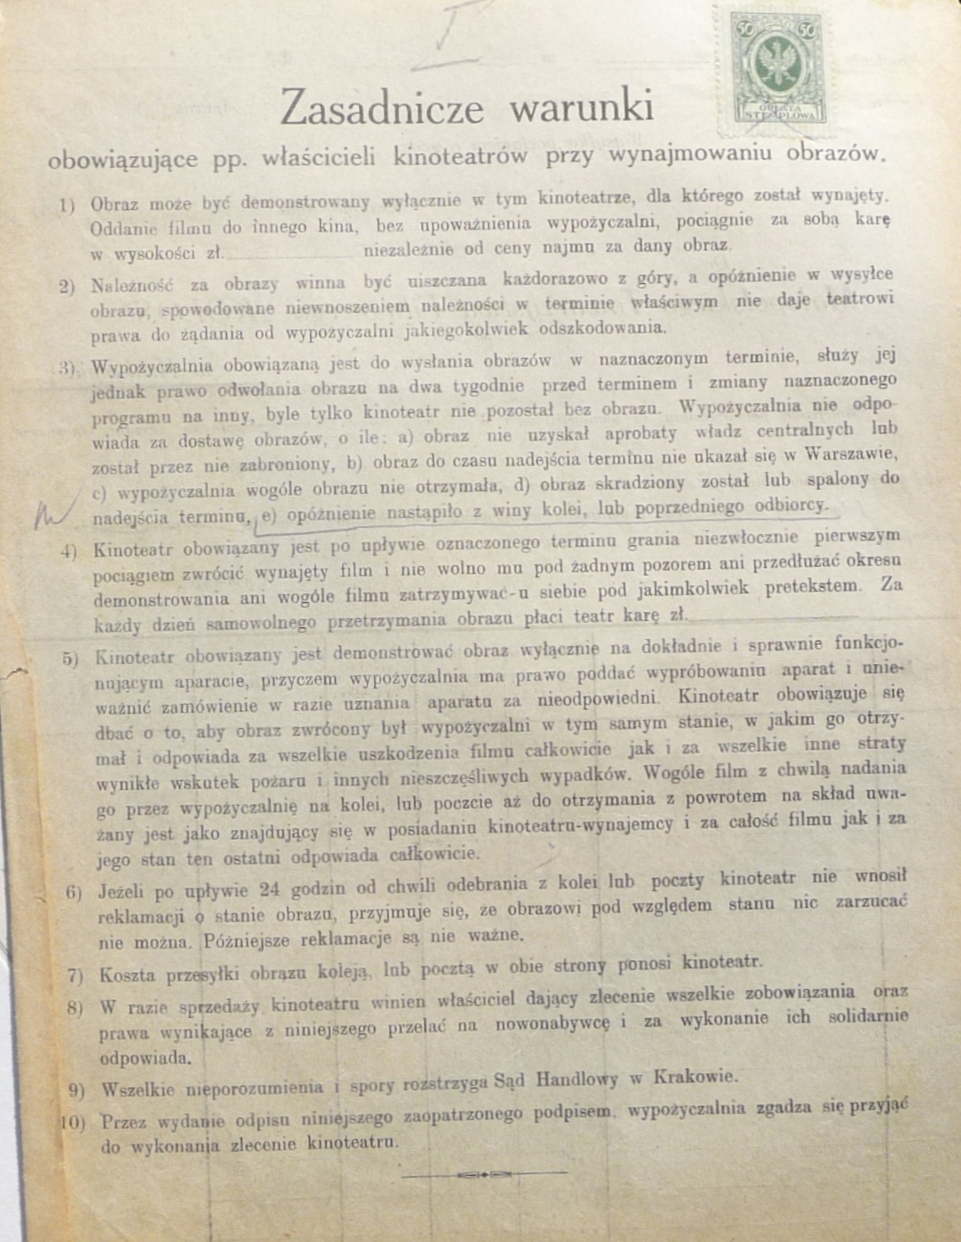 I
50 50
OPŁATA
STEMPLOWA
Zasadnicze warunki
obowiązujące pp. właścicieli kinoteatrów przy wynajmowaniu obrazów.
1) Obraz może być demonstrowany wyłącznie w tym kinoteatrze, dla którego został wynajęty.
Oddanie filmu do innego kina, bez upoważnienia wypożyczalni, pociągnie za sobą karę
w wysokości zł. niezależnie od ceny najmu za dany obraz.
2) Należność za obrazy winna być uiszczana każdorazowo z góry, a opóźnienie w wysyłce
obrazu, spowodowane niewnoszeniem należności w terminie właściwym nie daje teatrowi
prawa do żądania od wypożyczalni jakiegokolwiek odszkodowania.
3) Wypożyczalnia obowiązaną jest do wysłania obrazów w naznaczonym terminie, służy jej
jednak prawo odwołania obrazu na dwa tygodnie przed terminem i zmiany naznaczonego
programu na inny, byle tylko kinoteatr nie pozostał bez obrazu. Wypożyczalnia nie odpo-
wiada za dostawę obrazów, o ile: a) obraz nie uzyskał aprobaty władz centralnych lub
został przez nie zabroniony, b) obraz do czasu nadejścia terminu nie ukazał się w Warszawie,
c) wypożyczalnia wogóle obrazu nie otrzymała, d) obraz skradziony został lub spalony do
nadejścia terminu, e) opóźnienie nastąpiło z winy kolei, lub poprzedniego odbiorcy.
4) Kinoteatr obowiązany jest po upływie oznaczonego terminu grania niezwłocznie pierwszym
pociągiem zwrócić wynajęty film i nie wolno mu pod żadnym pozorem ani przedłużać okresu
demonstrowania ani wogóle filmu zatrzymywać-u siebie pod jakimkolwiek pretekstem. Za
każdy dzień samowolnego przetrzymania obrazu płaci teatr karę zł.
5) Kinoteatr obowiązany jest demonstrować obraz wyłącznie na dokładnie i sprawnie funkcjo-
nującym aparacie, przyczem wypożyczalnia ma prawo poddać wypróbowaniu aparat i unie-
ważnić zamówienie w razie uznania aparatu za nieodpowiedni. Kinoteatr obowiązuje się
dbać o to, aby obraz zwrócony był wypożyczalni w tym samym stanie, w jakim go otrzy-
mał i odpowiada za wszelkie uszkodzenia filmu całkowicie jak i za wszelkie inne straty
wynikłe wskutek pożaru i innych nieszczęśliwych wypadków. Wogóle film z chwilą nadania
go przez wypożyczalnię na kolei, lub poczcie aż do otrzymania z powrotem na skład uwa-
żany jest jako znajdujący się w posiadaniu kinoteatru-wynajemcy i za całość filmu jak i za
jego stan ten ostatni odpowiada całkowicie.
6) Jeżeli po upływie 24 godzin od chwili odebrania z kolei lub poczty kinoteatr nie wnosił
reklamacji o stanie obrazu, przyjmuje się, że obrazowi pod względem stanu nic zarzucać
nie można. Późniejsze reklamacje są nie ważne.
7) Koszta przesyłki obrazu koleją, lub pocztą w obie strony ponosi kinoteatr.
8) W razie sprzedaży kinoteatru winien właściciel dający zlecenie wszelkie zobowiązania oraz
prawa wynikające z niniejszego przelać na nowonabywcę i za wykonanie ich solidarnie
odpowiada.
9) Wszelkie nieporozumienia i spory rozstrzyga Sąd Handlowy w Krakowie.
10) Przez wydanie odpisu niniejszego zaopatrzonego podpisem, wypożyczalnia zgadza się przyjąć
do wykonania zlecenie kinoteatru.